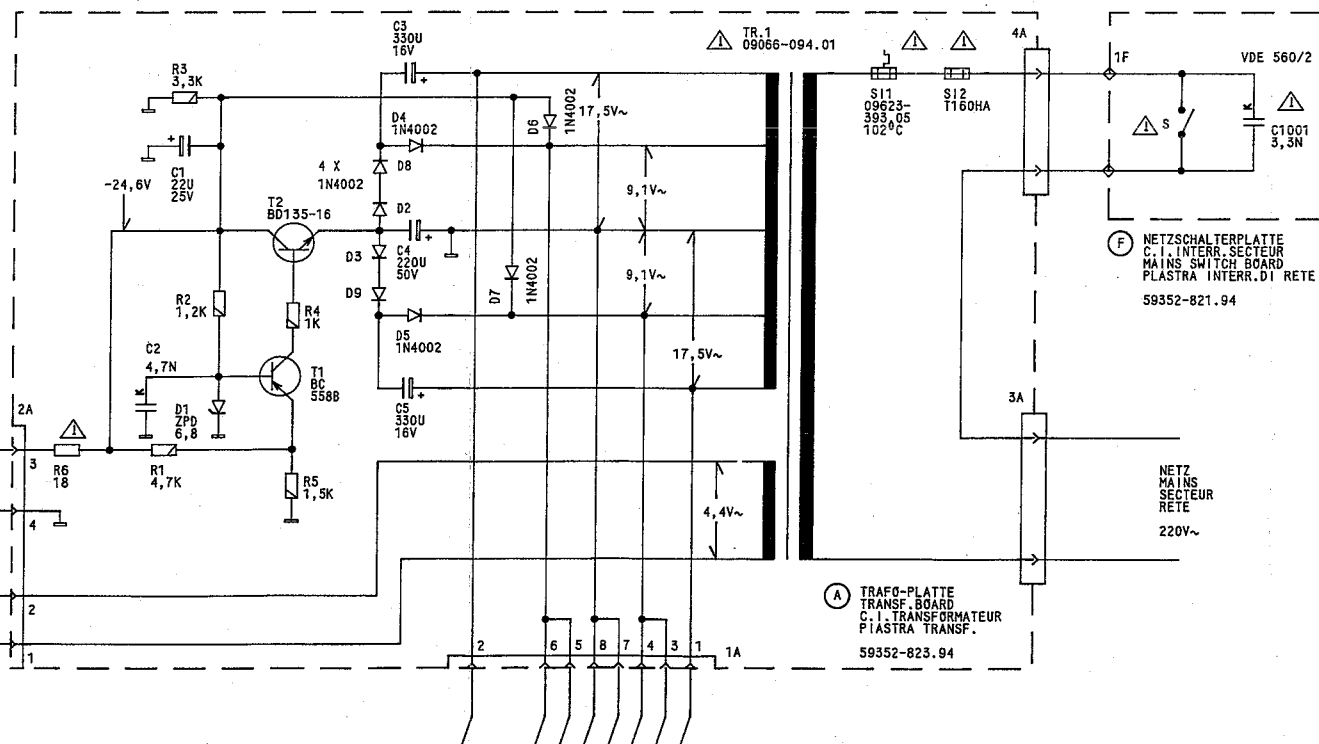 C3
330U
16V
TR.1
09066-094.01
4A
1F
VDE 560/2
R3
3,3K
1N4002
17,5V~
SI1
09623-
393.05
102°C
SI2
T160HA
S
K
C1001
3,3N
D4
1N4002
D6
+
C1
22U
25V
4 X
1N4002
D8
-24,6V
9,1V~
T2
BD135-16
D2
+
C4
220U
50V
D3
F
NETZSCHALTERPLATTE
C.I.INTERR.SECTEUR
MAINS SWITCH BOARD
PLASTRA INTERR.DI RETE
59352-821.94
1N4002
9,1V~
D7
D9
R2
1,2K
R4
1K
D5
1N4002
17,5V~
C2
4,7N
K
T1
BC
558B
D1
ZPD
6,8
+
C5
330U
16V
3A
2A
3
R6
18
R1
4,7K
R5
1,5K
NETZ
MAINS
SECTEUR
RETE
220V~
4,4V~
4
A
TRAFO-PLATTE
TRANSF.BOARD
C.I.TRANSFORMATEUR
PIASTRA TRANSF.
59352-823.94
2
1
2
6
5
8
7
4
3
1
1A